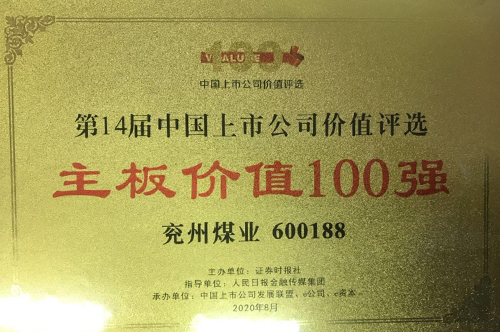 100
VALUE
中国上市公司价值评选
第14届中国上市公司价值评选
主板价值100强
兖州煤业 600188
主办单位：证券时报社
指导单位：人民日报金融传媒集团
承办单位：中国上市公司发展联盟、e公司、e资本
2020年8月